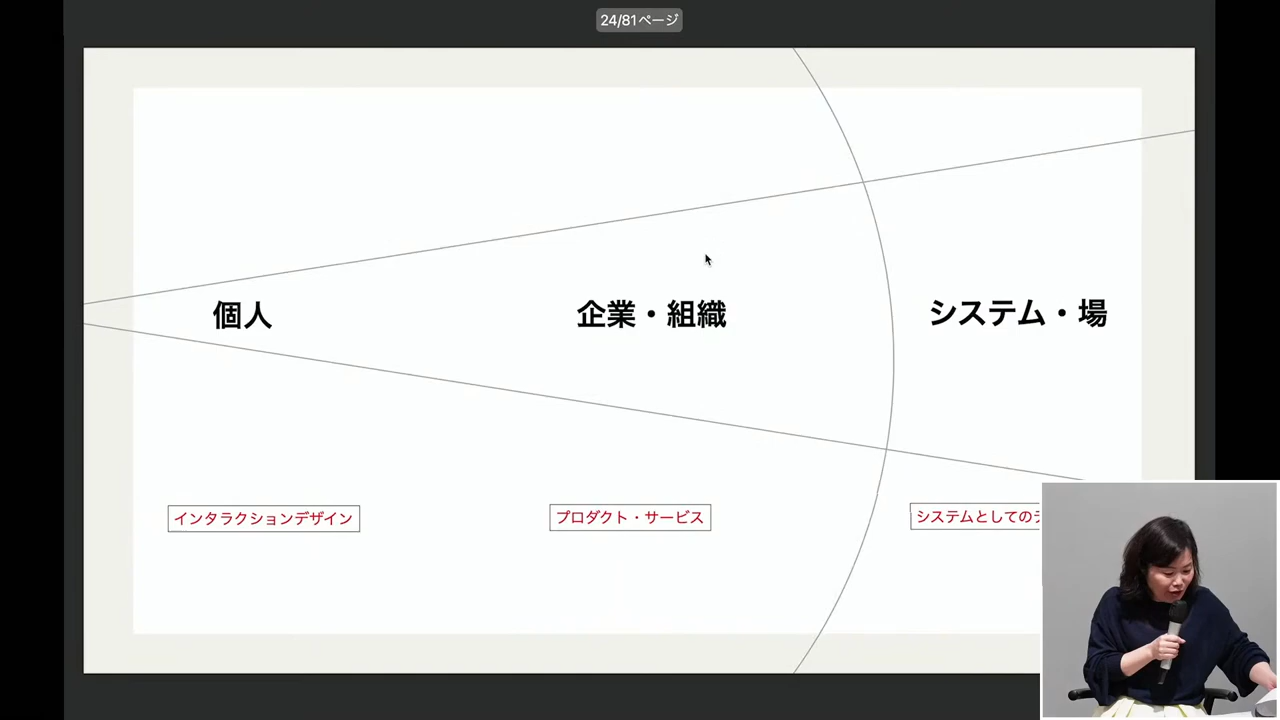 24/81ページ
個人
企業・組織
システム・場
インタラクションデザイン
プロダクト・サービス
システムとしての